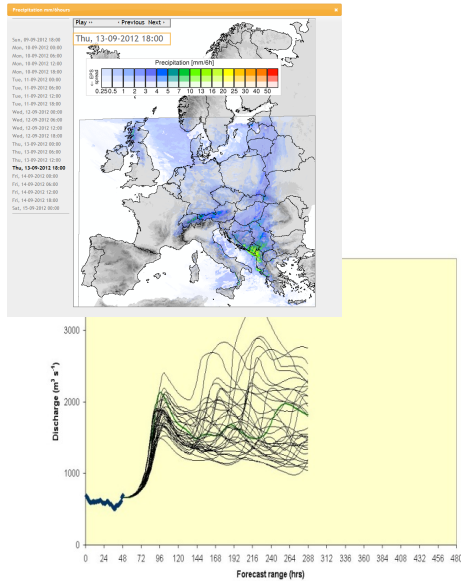 Precipitation over/6hours
Play ›› ‹ Previous Next ›
Thu, 13-09-2012 18:00
Sun, 09-09-2012 12:00
Mon, 10-09-2012 00:00
Mon, 10-09-2012 06:00
Mon, 10-09-2012 12:00
Mon, 10-09-2012 18:00
Tue, 11-09-2012 00:00
Tue, 11-09-2012 06:00
Tue, 11-09-2012 12:00
Tue, 11-09-2012 18:00
Wed, 12-09-2012 00:00
Wed, 12-09-2012 06:00
Wed, 12-09-2012 12:00
Wed, 12-09-2012 18:00
Thu, 13-09-2012 00:00
Thu, 13-09-2012 06:00
Thu, 13-09-2012 12:00
Thu, 13-09-2012 18:00
Fri, 14-09-2012 00:00
Fri, 14-09-2012 06:00
Fri, 14-09-2012 12:00
Fri, 14-09-2012 18:00
Sat, 15-09-2012 00:00
Precipitation [mm/6h]
EPS
spread
0.25 0.5 1 2 3 4 5 7 10 13 16 20 25 30 40 50
Discharge (m³ s⁻¹)
3000
2000
1000
0
0 24 48 72 96 120 144 168 192 216 240 264 288 312 336 360 384 408 432 456 480
Forecast range (hrs)